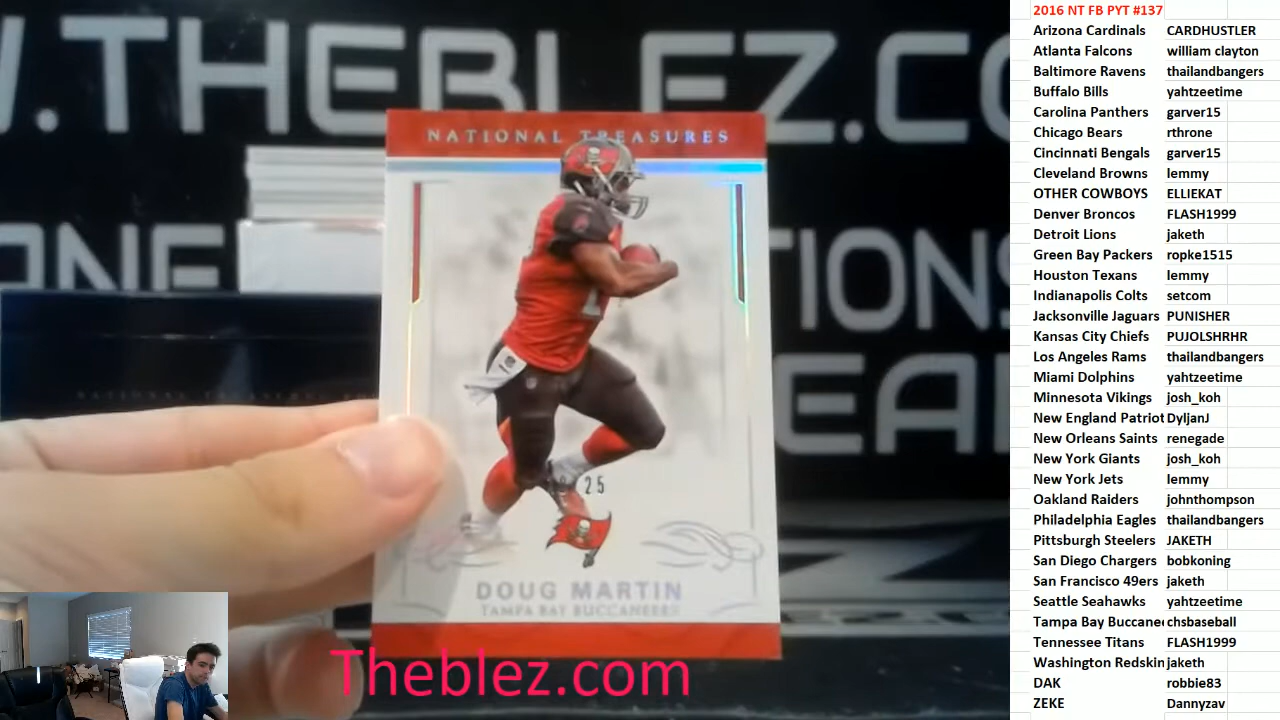 W.THEBLEZ.CO
ONE
TIONS
EA
NATIONAL TREASURES
25
DOUG MARTIN
TAMPA BAY BUCCANEERS
Theblez.com
2016 NT FB PYT #137
Arizona Cardinals CARDHUSTLER
Atlanta Falcons william clayton
Baltimore Ravens thailandbangers
Buffalo Bills yahtzeetime
Carolina Panthers garver15
Chicago Bears rthrone
Cincinnati Bengals garver15
Cleveland Browns lemmy
OTHER COWBOYS ELLIEKAT
Denver Broncos FLASH1999
Detroit Lions jaketh
Green Bay Packers ropke1515
Houston Texans lemmy
Indianapolis Colts setcom
Jacksonville Jaguars PUNISHER
Kansas City Chiefs PUJOLSHRHR
Los Angeles Rams thailandbangers
Miami Dolphins yahtzeetime
Minnesota Vikings josh_koh
New England Patriot DyljanJ
New Orleans Saints renegade
New York Giants josh_koh
New York Jets lemmy
Oakland Raiders johnthompson
Philadelphia Eagles thailandbangers
Pittsburgh Steelers JAKETH
San Diego Chargers bobkoning
San Francisco 49ers jaketh
Seattle Seahawks yahtzeetime
Tampa Bay Buccanee chsbaseball
Tennessee Titans FLASH1999
Washington Redskin jaketh
DAK robbie83
ZEKE Dannyzav